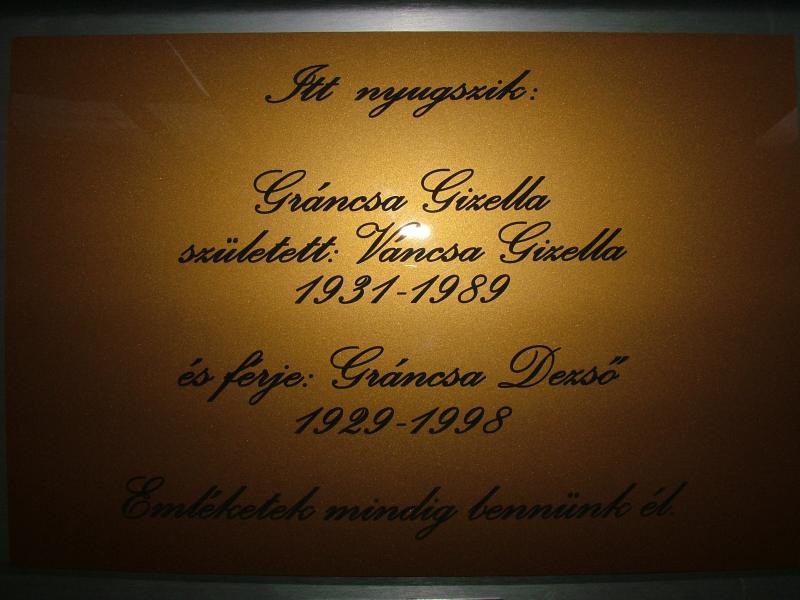 Itt nyugszik:
Gráncsa Gizella
született: Váncsa Gizella
1931-1989
és férje: Gráncsa Dezső
1929-1998
Emléketek mindig bennünk él.